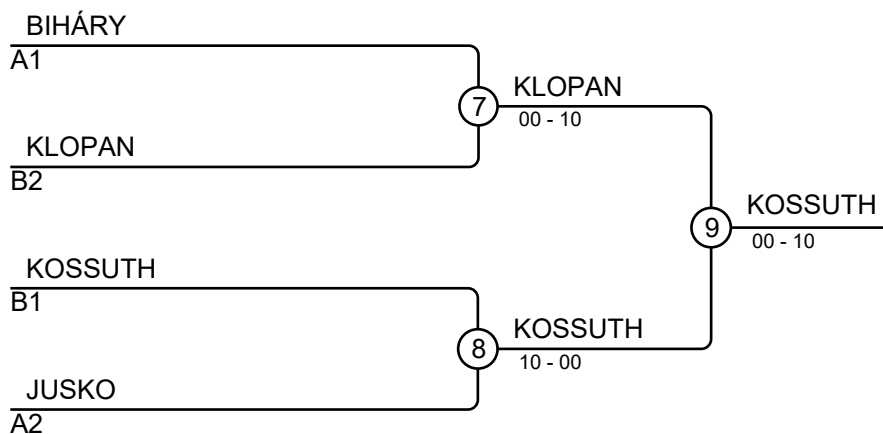 BIHÁRY
A1
7
KLOPAN
00 - 10
KLOPAN
B2
9
KOSSUTH
00 - 10
KOSSUTH
B1
8
KOSSUTH
10 - 00
JUSKO
A2